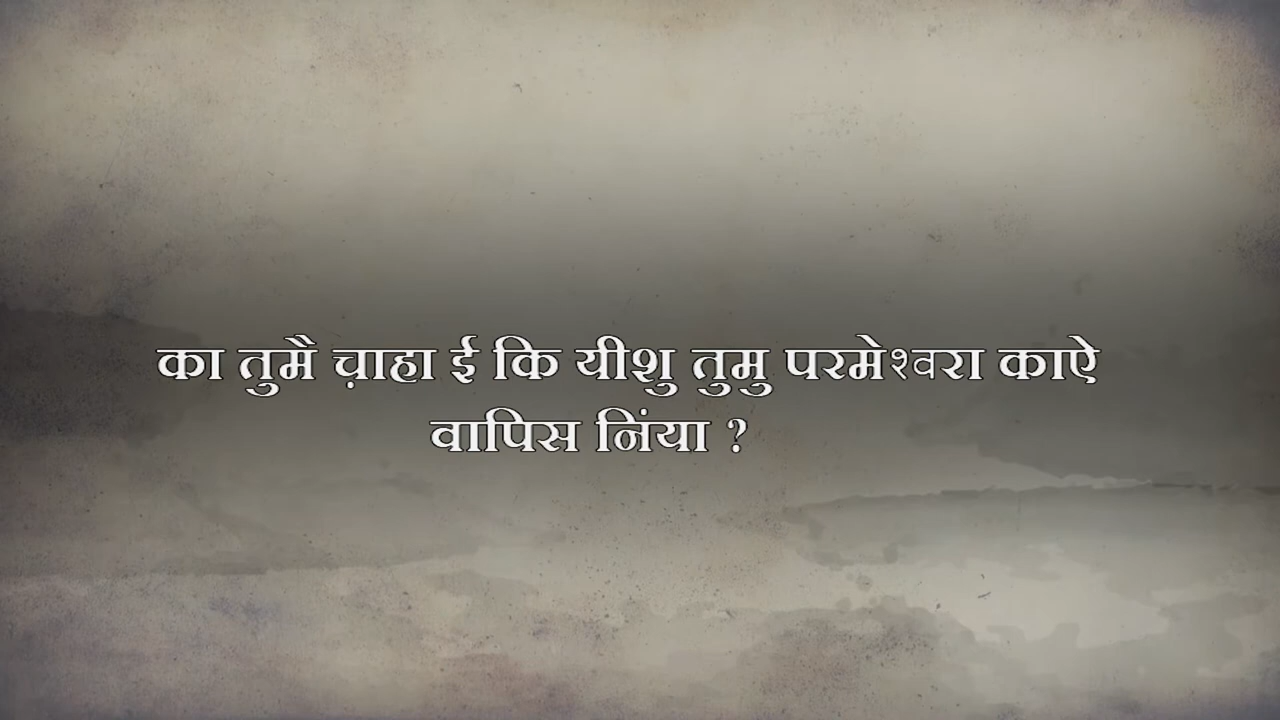 का तुमै च़ाहा ई कि यीशु तुमु परमेश्वरा काऐ
वापिस निंया ?